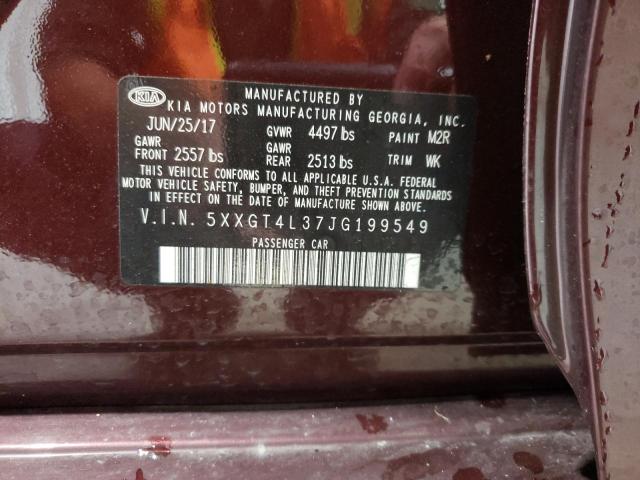 MANUFACTURED BY
KIA KIA MOTORS MANUFACTURING GEORGIA, INC.
JUN/25/17 GVWR 4497 lbs PAINT M2R
GAWR FRONT 2557 lbs GAWR REAR 2513 lbs TRIM WK
THIS VEHICLE CONFORMS TO ALL APPLICABLE U.S.A. FEDERAL
MOTOR VEHICLE SAFETY, BUMPER, AND THEFT PREVENTION STANDARDS
IN EFFECT ON THE DATE OF MANUFACTURE SHOWN ABOVE.
V.I.N. 5XXGT4L37JG199549
PASSENGER CAR